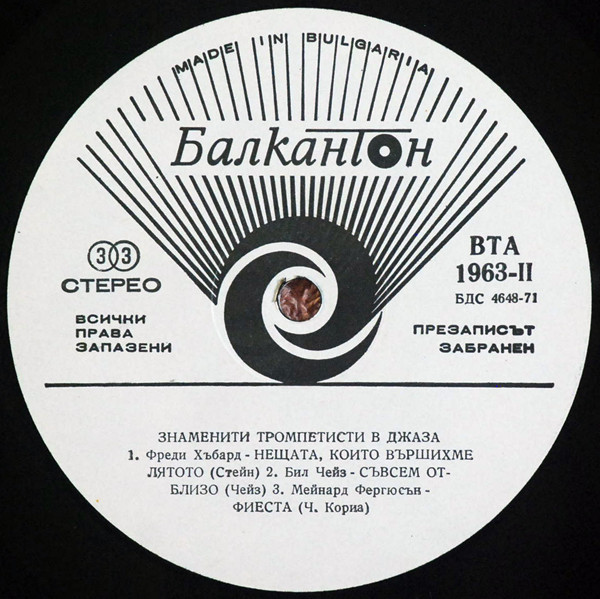 MADE IN BULGARIA
Балкантон
33
СТЕРЕО
ВСИЧКИ
ПРАВА
ЗАПАЗЕНИ
ВТА
1963-II
БДС 4648-71
ПРЕЗАПИСЪТ
ЗАБРАНЕН
ЗНАМЕНИТИ ТРОМПЕТИСТИ В ДЖАЗА
1. Фреди Хъбард - НЕЩАТА, КОИТО ВЪРШИХМЕ
ЛЯТОТО (Стейн) 2. Бил Чейз - СЪВСЕМ ОТ-
БЛИЗО (Чейз) 3. Мейнард Фергюсън -
ФИЕСТА (Ч. Кориа)